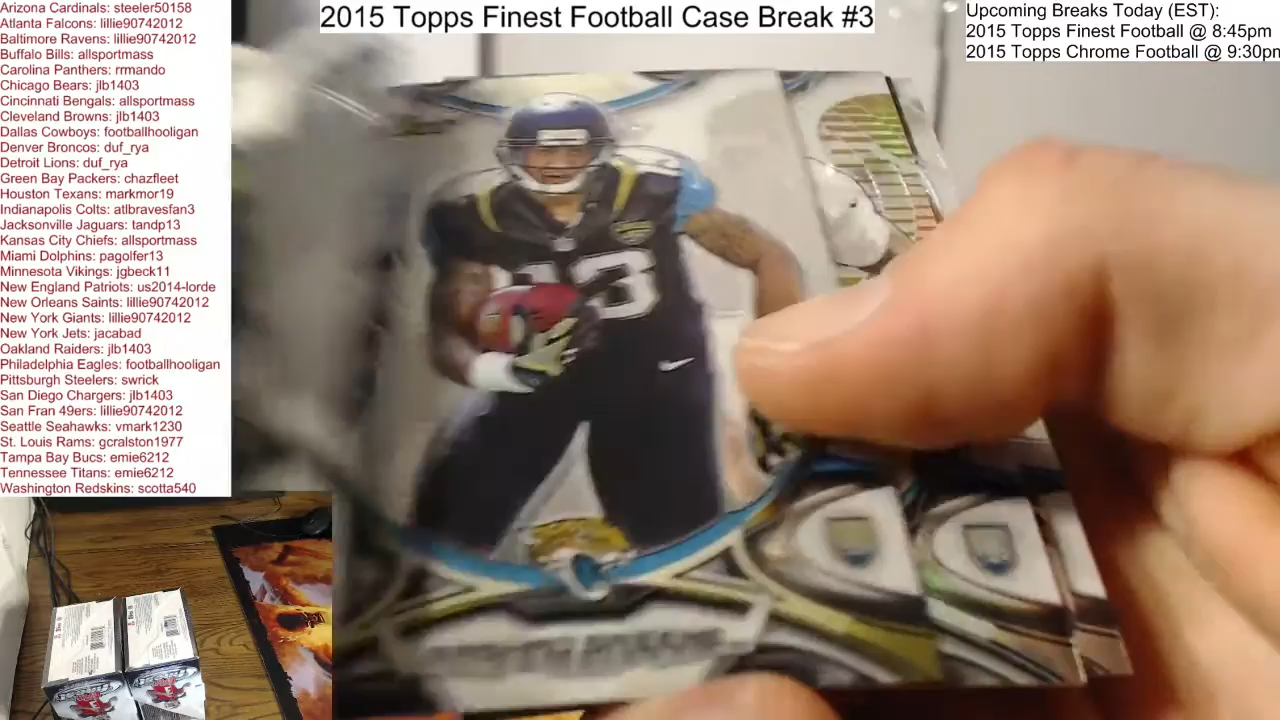 2015 Topps Finest Football Case Break #3
Upcoming Breaks Today (EST):
2015 Topps Finest Football @ 8:45pm
2015 Topps Chrome Football @ 9:30pm
Arizona Cardinals: steeler50158
Atlanta Falcons: lillie90742012
Baltimore Ravens: lillie90742012
Buffalo Bills: allsportmass
Carolina Panthers: rrmando
Chicago Bears: jlb1403
Cincinnati Bengals: allsportmass
Cleveland Browns: jlb1403
Dallas Cowboys: footballhooligan
Denver Broncos: duf_rya
Detroit Lions: duf_rya
Green Bay Packers: chazfleet
Houston Texans: markmor19
Indianapolis Colts: atlbravesfan3
Jacksonville Jaguars: tandp13
Kansas City Chiefs: allsportmass
Miami Dolphins: pagolfer13
Minnesota Vikings: jgbeck11
New England Patriots: us2014-lorde
New Orleans Saints: lillie90742012
New York Giants: lillie90742012
New York Jets: jacabad
Oakland Raiders: jlb1403
Philadelphia Eagles: footballhooligan
Pittsburgh Steelers: swrick
San Diego Chargers: jlb1403
San Fran 49ers: lillie90742012
Seattle Seahawks: vmark1230
St. Louis Rams: gcralston1977
Tampa Bay Bucs: emie6212
Tennessee Titans: emie6212
Washington Redskins: scotta540